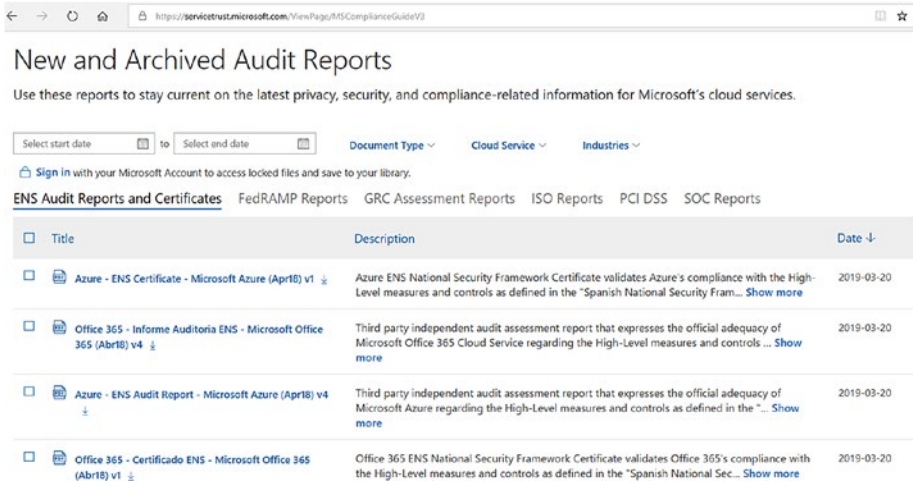 https://servicetrust.microsoft.com/ViewPage/MSComplianceGuideV3
New and Archived Audit Reports
Use these reports to stay current on the latest privacy, security, and compliance-related information for Microsoft's cloud services.
Select start date to Select end date Document Type Cloud Service Industries
Sign in with your Microsoft Account to access locked files and save to your library.
ENS Audit Reports and Certificates FedRAMP Reports GRC Assessment Reports ISO Reports PCI DSS SOC Reports
Title Description Date
Azure - ENS Certificate - Microsoft Azure (Apr18) v1
Azure ENS National Security Framework Certificate validates Azure's compliance with the High-
Level measures and controls as defined in the "Spanish National Security Fram... Show more
2019-03-20
Office 365 - Informe Auditoria ENS - Microsoft Office
365 (Abr18) v4
Third party independent audit assessment report that expresses the official adequacy of
Microsoft Office 365 Cloud Service regarding the High-Level measures and controls ... Show
more
2019-03-20
Azure - ENS Audit Report - Microsoft Azure (Apr18) v4
Third party independent audit assessment report that expresses the official adequacy of
Microsoft Azure regarding the High-Level measures and controls as defined in the "... Show
more
2019-03-20
Office 365 - Certificado ENS - Microsoft Office 365
(Abr18) v1
Office 365 ENS National Security Framework Certificate validates Office 365's compliance with
the High-Level measures and controls as defined in the "Spanish National Sec... Show more
2019-03-20